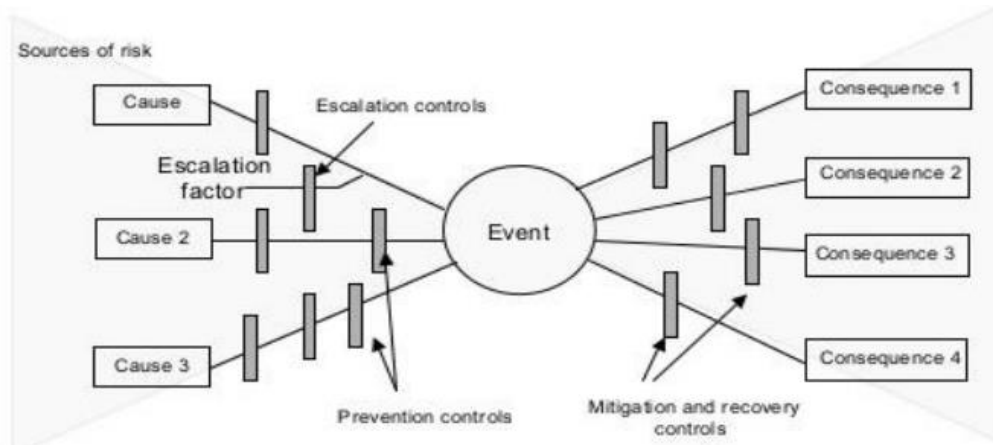 Sources of risk
Cause
Escalation controls
Escalation
factor
Cause 2
Cause 3
Prevention controls
Event
Consequence 1
Consequence 2
Consequence 3
Consequence 4
Mitigation and recovery
controls